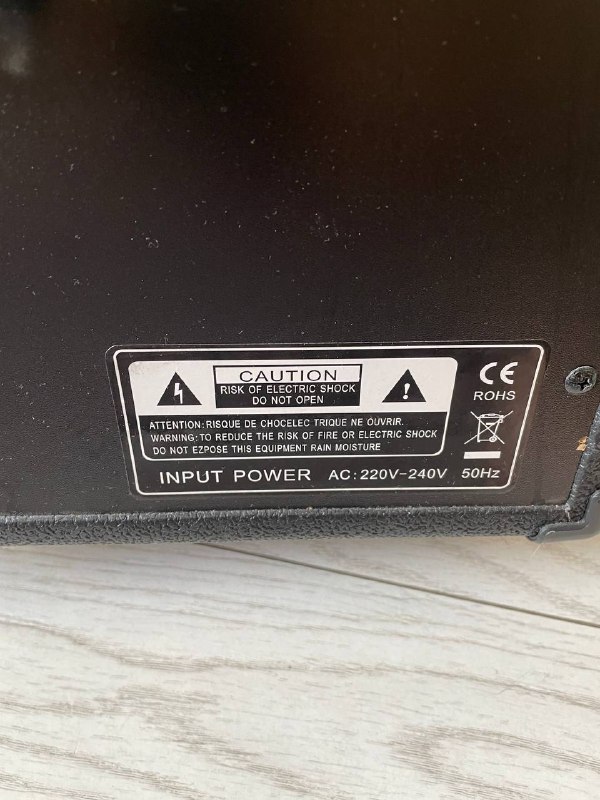 CAUTION
RISK OF ELECTRIC SHOCK
DO NOT OPEN
ATTENTION: RISQUE DE CHOCELEC TRIQUE NE OUVRIR.
WARNING: TO REDUCE THE RISK OF FIRE OR ELECTRIC SHOCK
DO NOT EZPOSE THIS EQUIPMENT RAIN MOISTURE
CE
ROHS
INPUT POWER AC: 220V-240V 50Hz